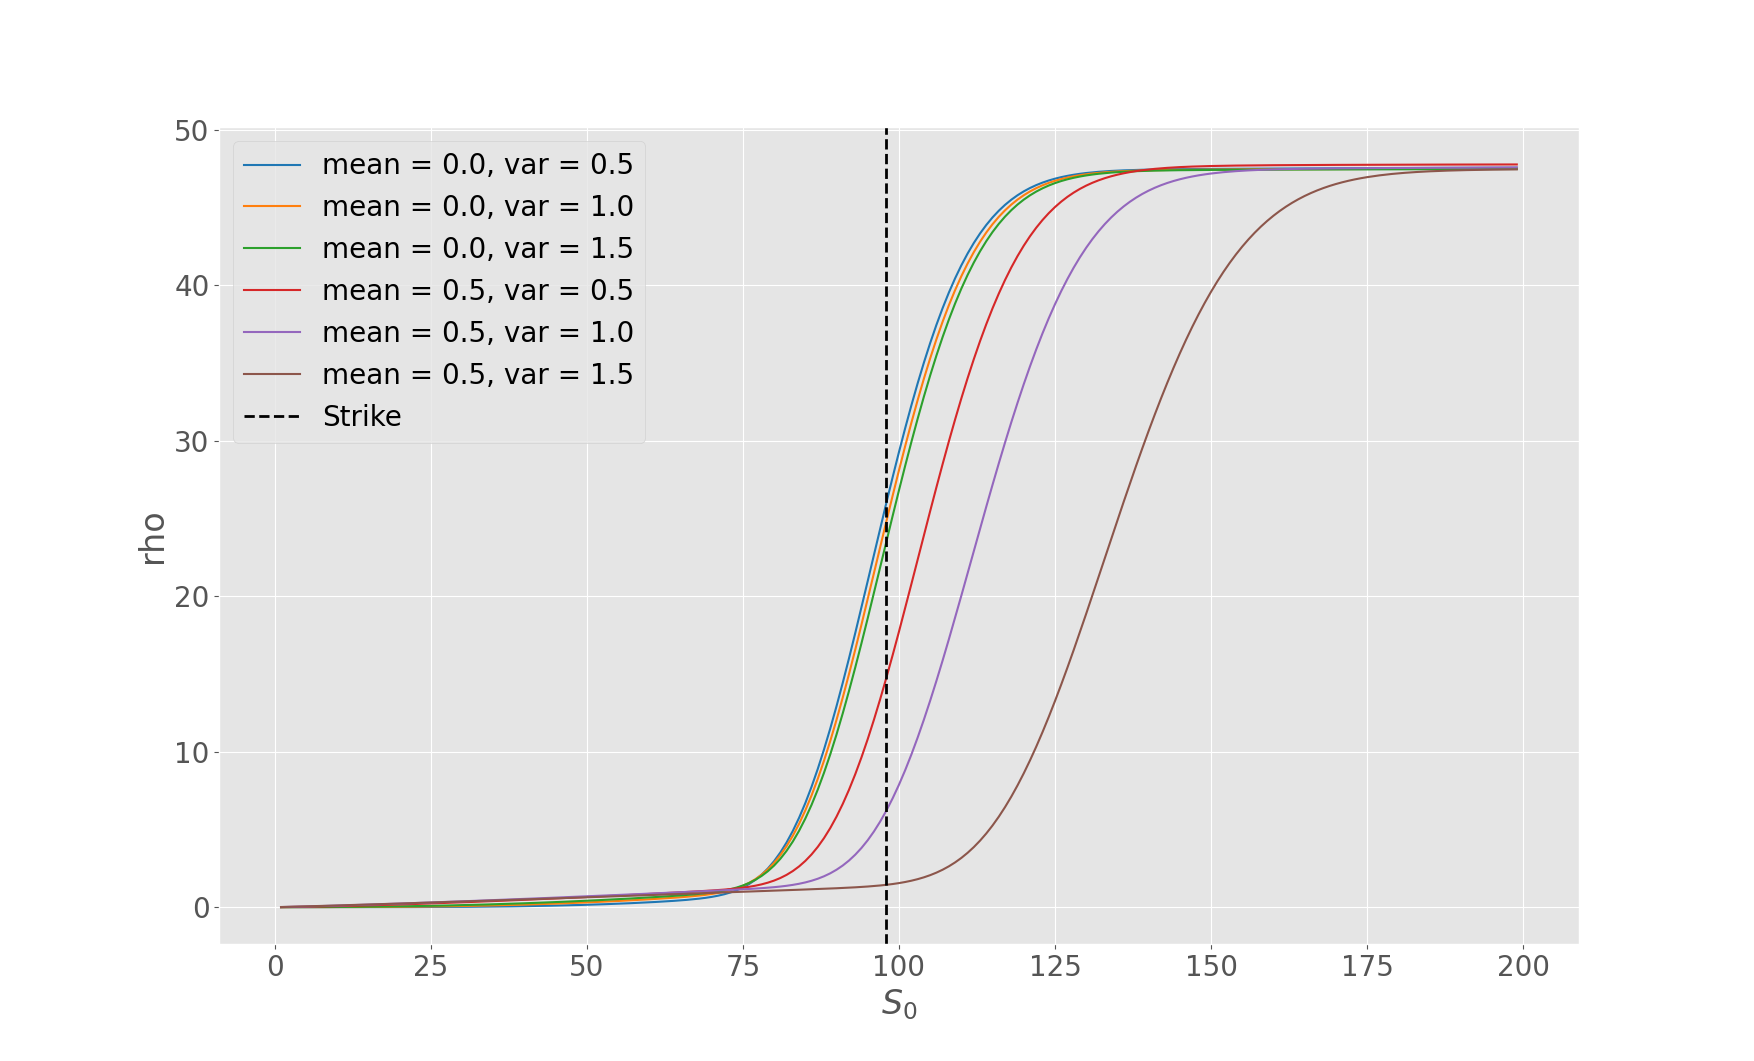 mean = 0.0, var = 0.5
mean = 0.0, var = 1.0
mean = 0.0, var = 1.5
mean = 0.5, var = 0.5
mean = 0.5, var = 1.0
mean = 0.5, var = 1.5
Strike
50
40
30
20
10
0
rho
0 25 50 75 100 125 150 175 200
S₀